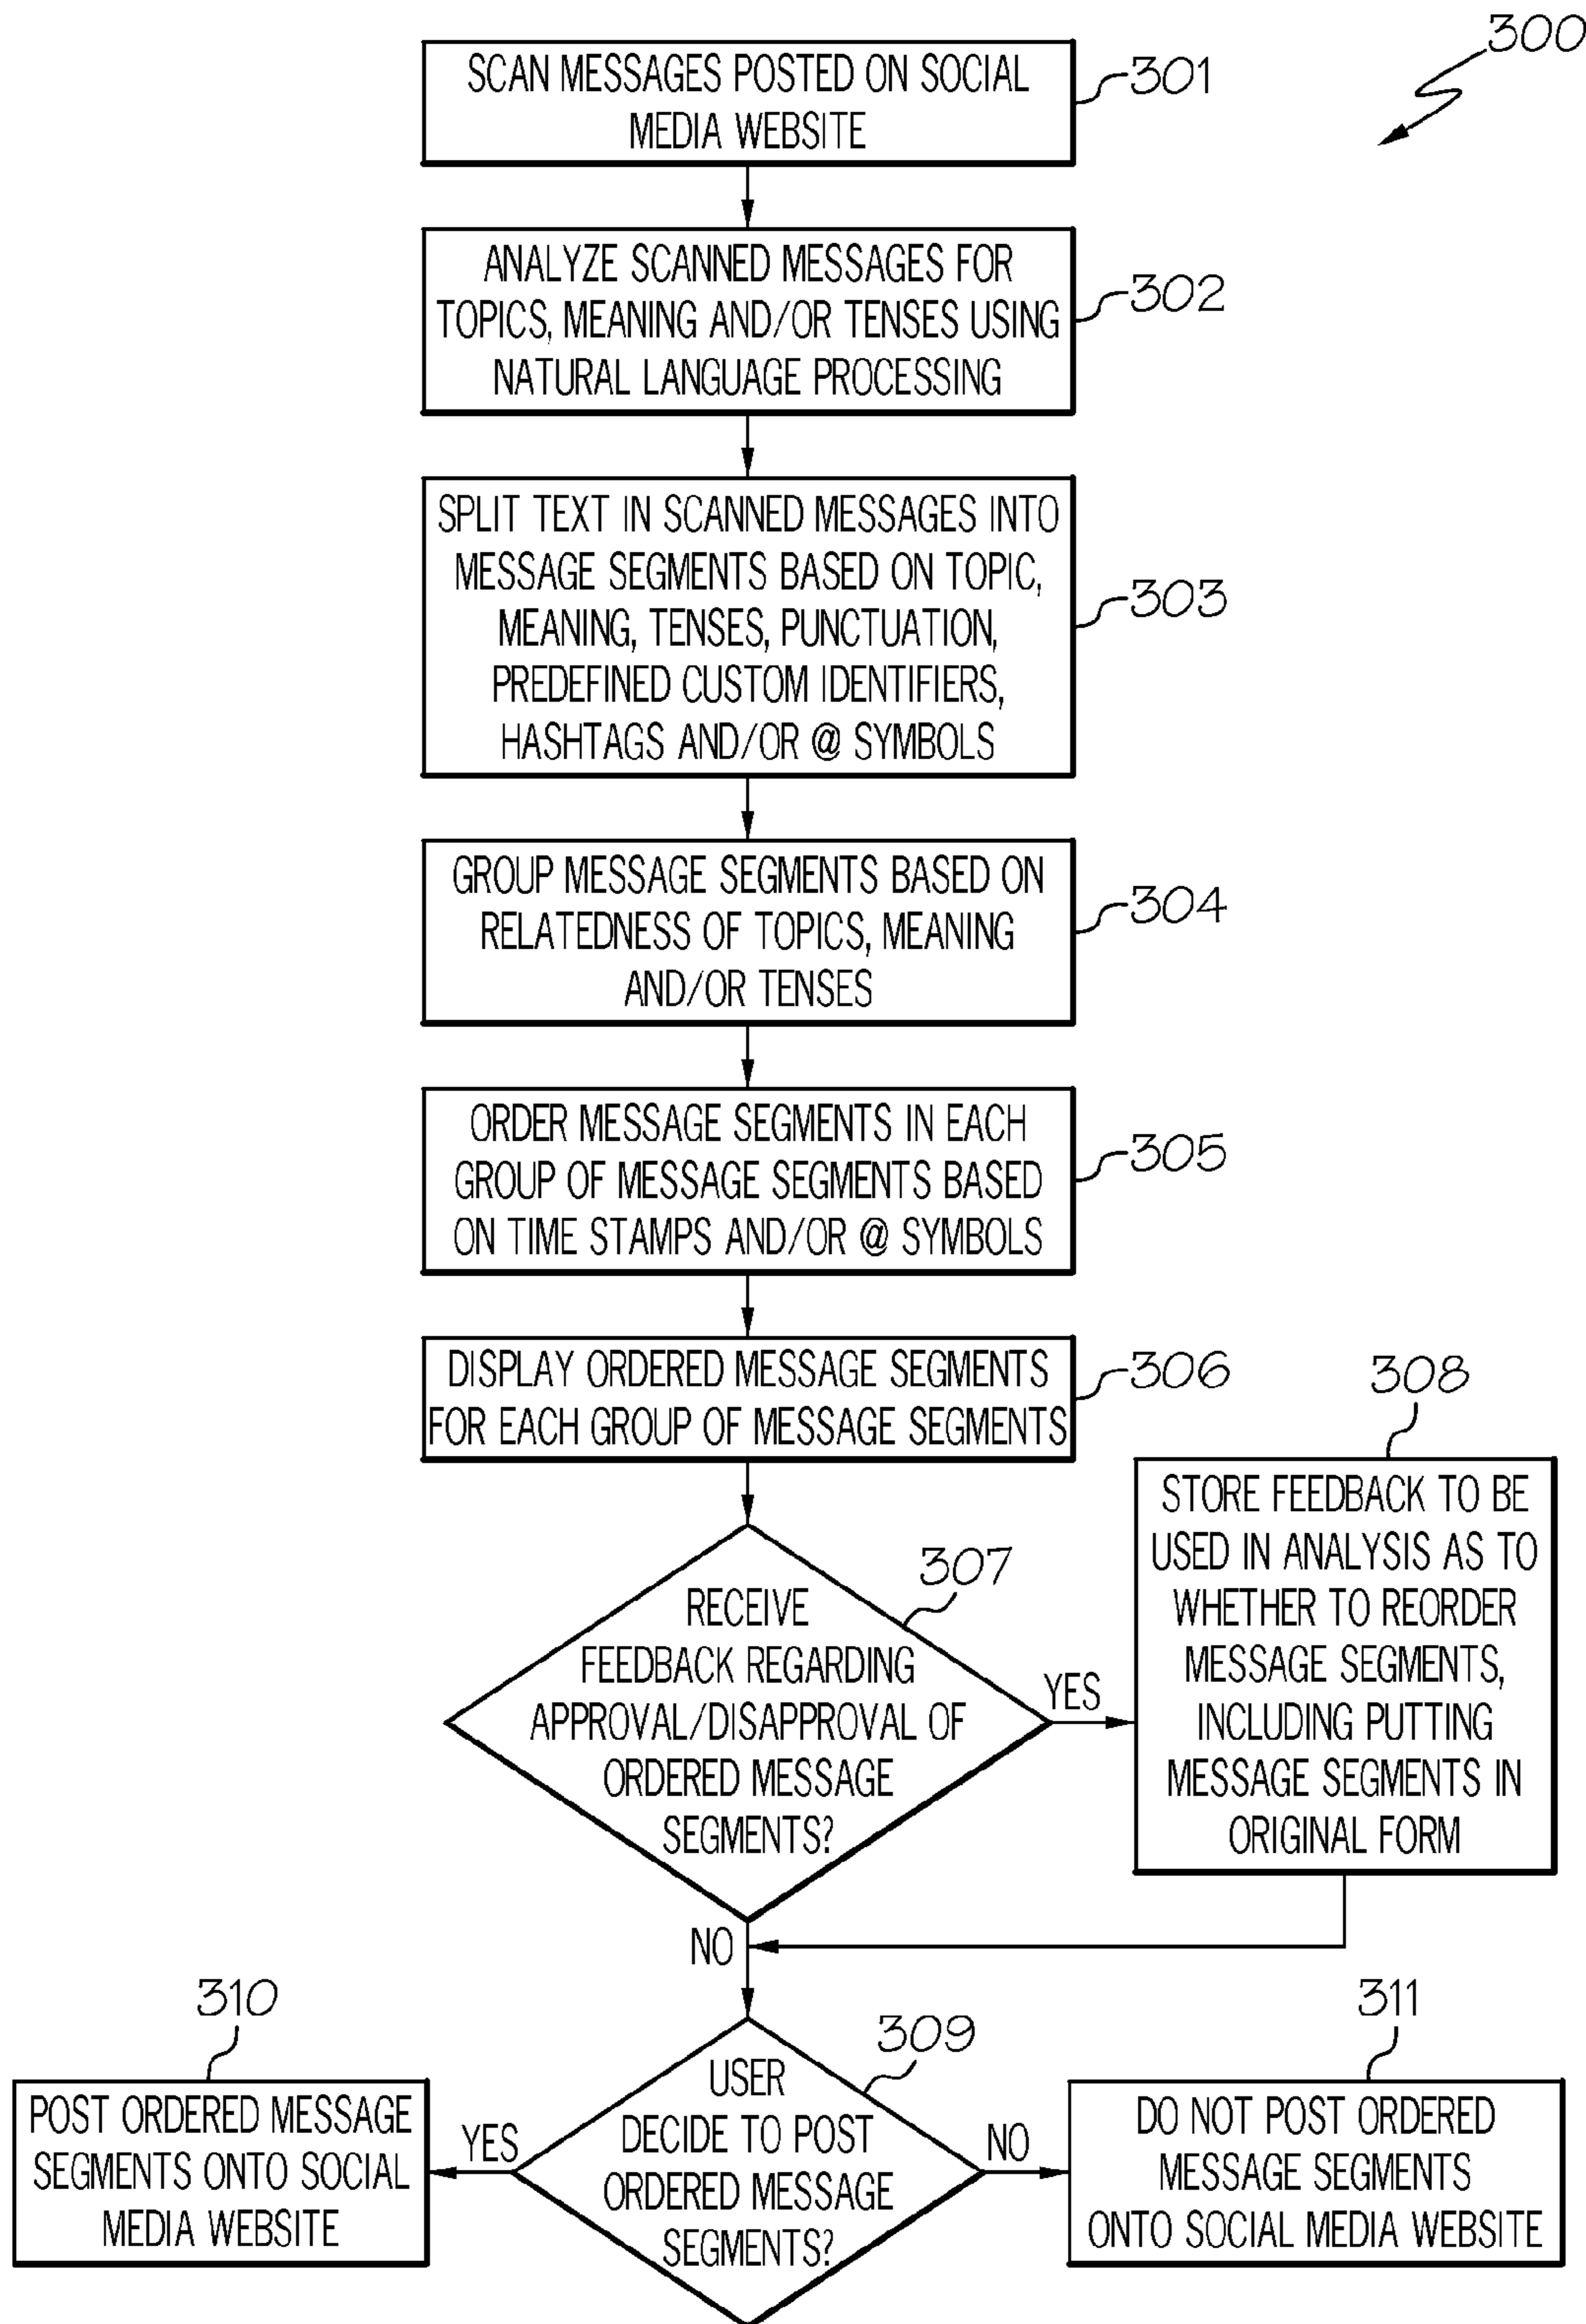 300
SCAN MESSAGES POSTED ON SOCIAL
MEDIA WEBSITE
301
ANALYZE SCANNED MESSAGES FOR
TOPICS, MEANING AND/OR TENSES USING
NATURAL LANGUAGE PROCESSING
302
SPLIT TEXT IN SCANNED MESSAGES INTO
MESSAGE SEGMENTS BASED ON TOPIC,
MEANING, TENSES, PUNCTUATION,
PREDEFINED CUSTOM IDENTIFIERS,
HASHTAGS AND/OR @ SYMBOLS
303
GROUP MESSAGE SEGMENTS BASED ON
RELATEDNESS OF TOPICS, MEANING
AND/OR TENSES
304
ORDER MESSAGE SEGMENTS IN EACH
GROUP OF MESSAGE SEGMENTS BASED
ON TIME STAMPS AND/OR @ SYMBOLS
305
DISPLAY ORDERED MESSAGE SEGMENTS
FOR EACH GROUP OF MESSAGE SEGMENTS
306
307
RECEIVE
FEEDBACK REGARDING
APPROVAL/DISAPPROVAL OF
ORDERED MESSAGE
SEGMENTS?
YES
NO
308
STORE FEEDBACK TO BE
USED IN ANALYSIS AS TO
WHETHER TO REORDER
MESSAGE SEGMENTS,
INCLUDING PUTTING
MESSAGE SEGMENTS IN
ORIGINAL FORM
309
USER
DECIDE TO POST
ORDERED MESSAGE
SEGMENTS?
YES
NO
310
POST ORDERED MESSAGE
SEGMENTS ONTO SOCIAL
MEDIA WEBSITE
311
DO NOT POST ORDERED
MESSAGE SEGMENTS
ONTO SOCIAL MEDIA WEBSITE